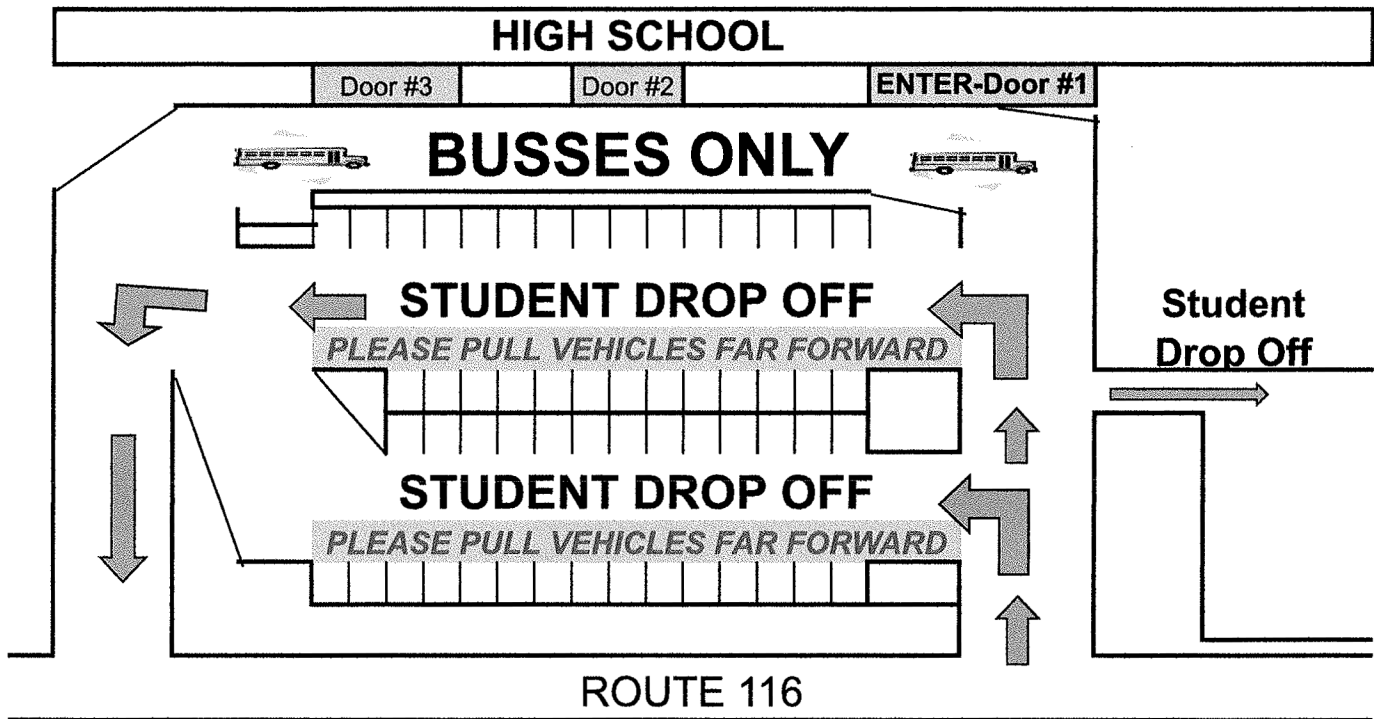 HIGH SCHOOL
Door #3
Door #2
ENTER-Door #1
BUSSES ONLY
STUDENT DROP OFF
PLEASE PULL VEHICLES FAR FORWARD
Student
Drop Off
STUDENT DROP OFF
PLEASE PULL VEHICLES FAR FORWARD
ROUTE 116